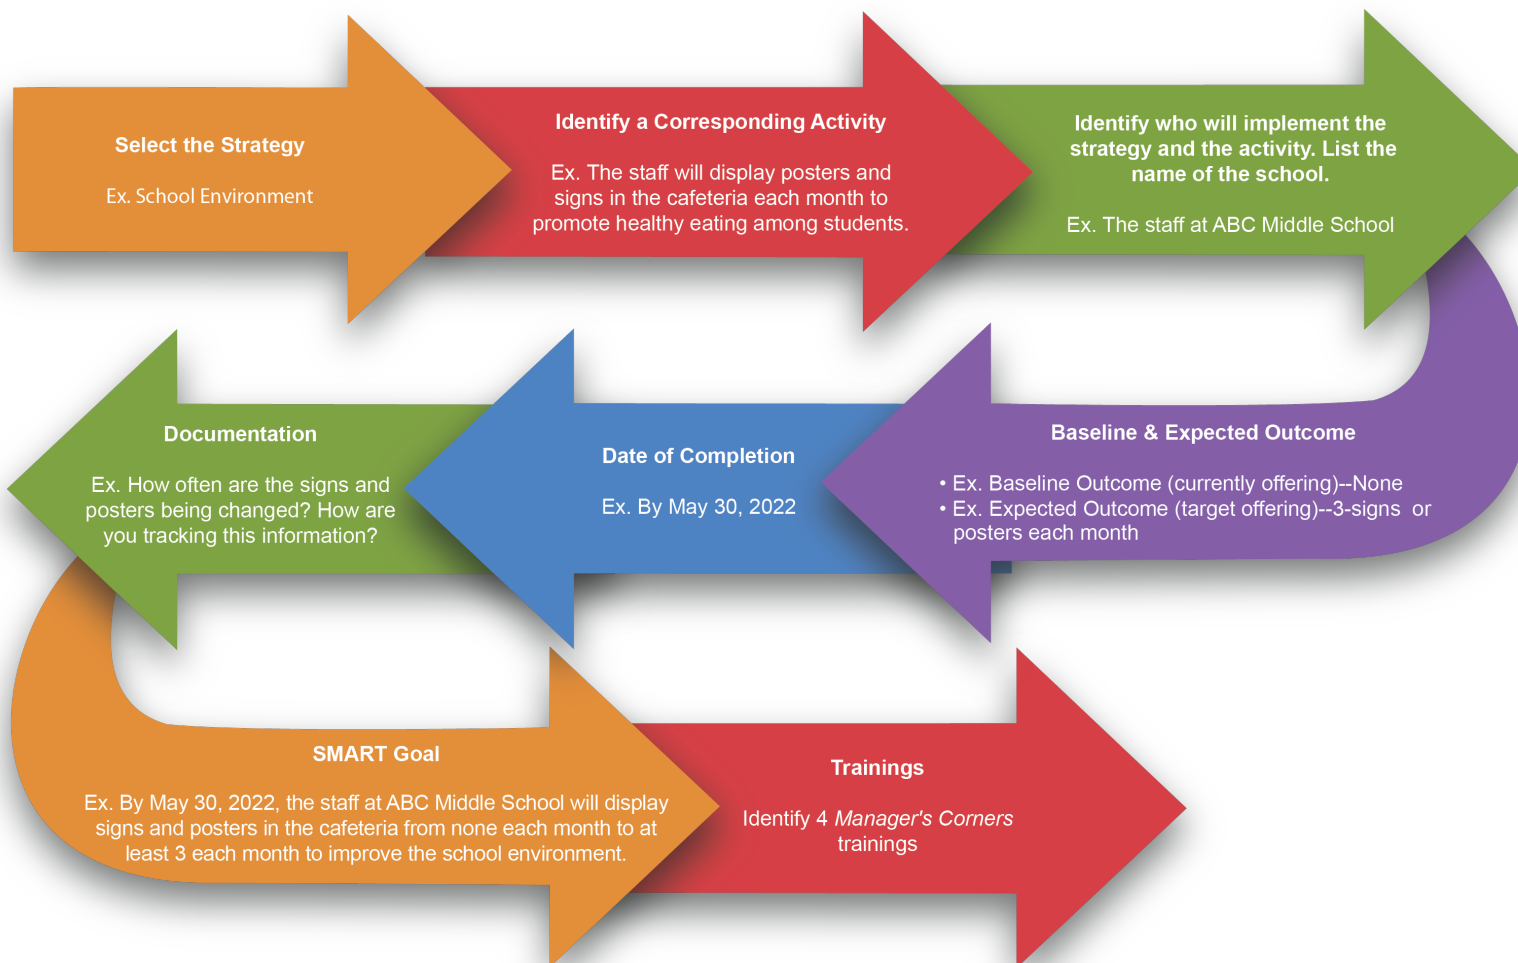 Select the Strategy
Ex. School Environment
Identify a Corresponding Activity
Ex. The staff will display posters and
signs in the cafeteria each month to
promote healthy eating among students.
Identify who will implement the
strategy and the activity. List the
name of the school.
Ex. The staff at ABC Middle School
Baseline & Expected Outcome
• Ex. Baseline Outcome (currently offering)--None
• Ex. Expected Outcome (target offering)--3-signs or
posters each month
Date of Completion
Ex. By May 30, 2022
Documentation
Ex. How often are the signs and
posters being changed? How are
you tracking this information?
SMART Goal
Ex. By May 30, 2022, the staff at ABC Middle School will display
signs and posters in the cafeteria from none each month to at
least 3 each month to improve the school environment.
Trainings
Identify 4 Manager's Corners
trainings